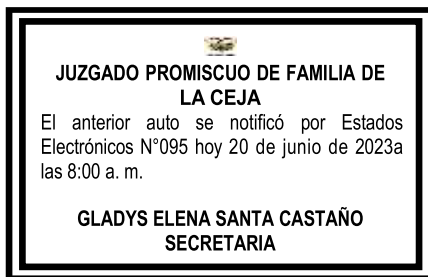 JUZGADO PROMISCUO DE FAMILIA DE
LA CEJA
El anterior auto se notificó por Estados
Electrónicos N°095 hoy 20 de junio de 2023a
las 8:00 a. m.
GLADYS ELENA SANTA CASTAÑO
SECRETARIA